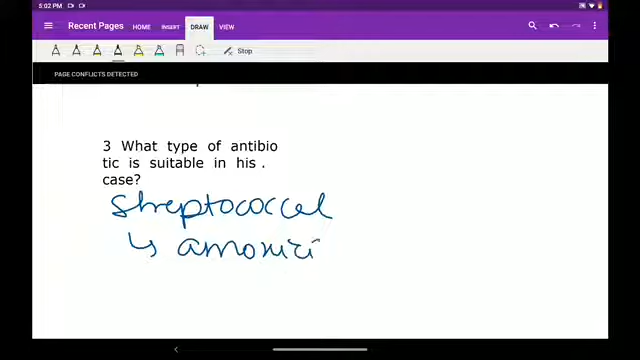 5:02 PM
Recent Pages HOME INSERT DRAW VIEW
Stop
PAGE CONFLICTS DETECTED
3 What type of antibio
tic is suitable in his .
case?
streptococcal
↳ amoxici